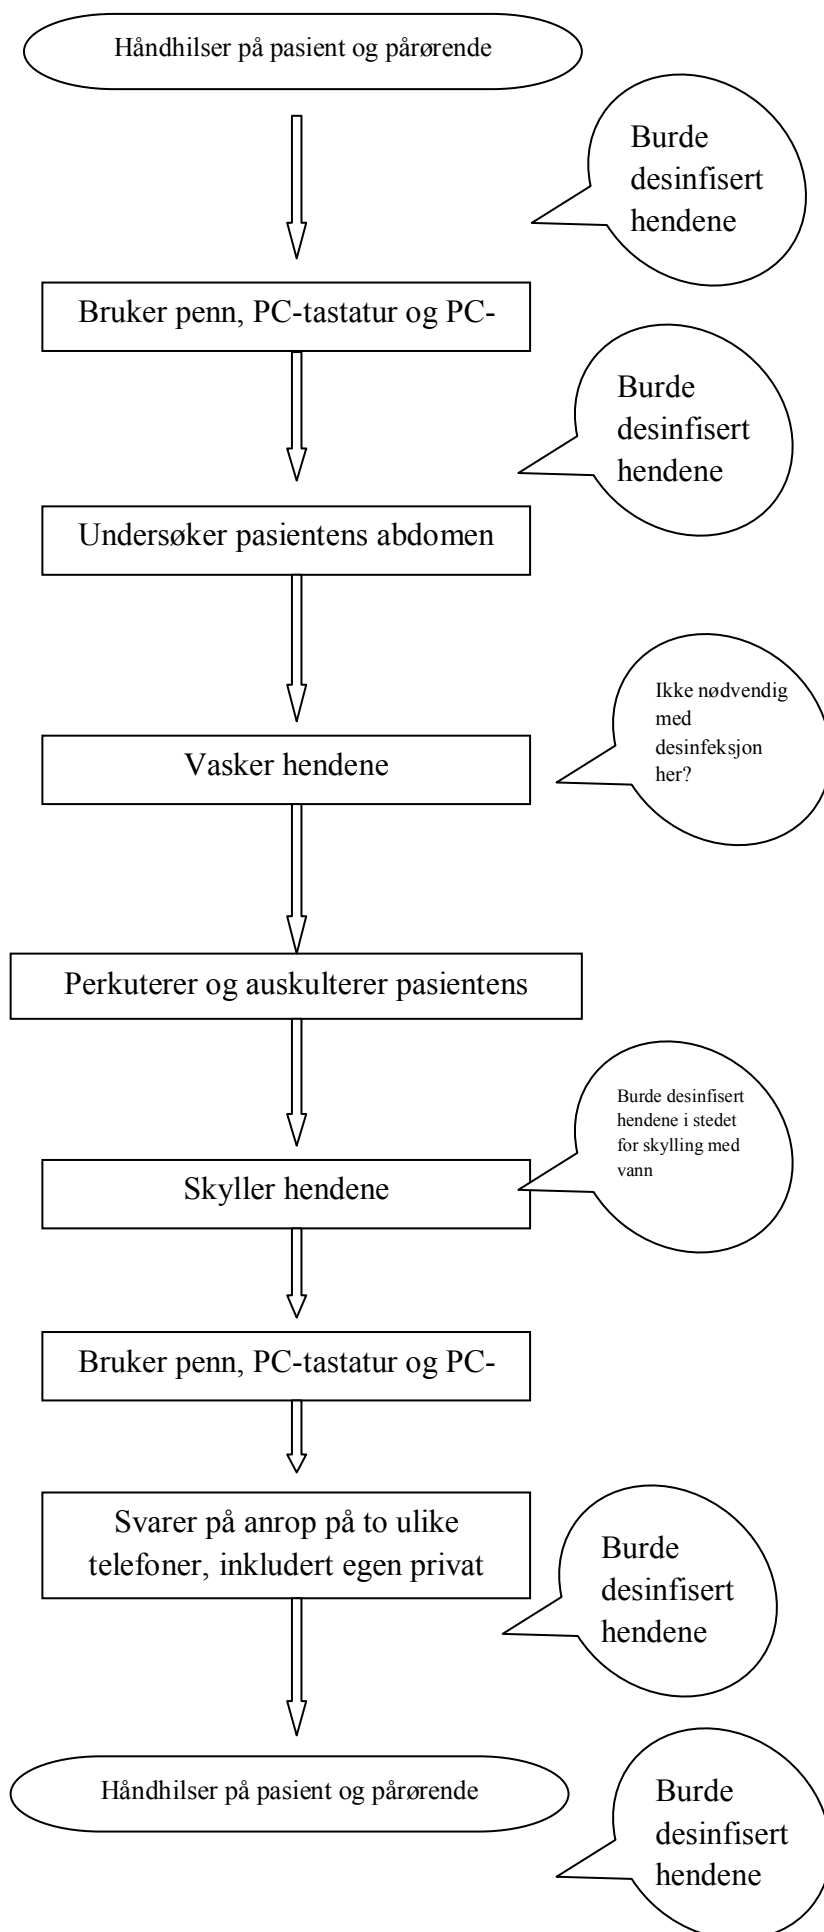 Håndhilser på pasient og pårørende
Burde
desinfisert
hendene
Bruker penn, PC-tastatur og PC-
Burde
desinfisert
hendene
Undersøker pasientens abdomen
Ikke nødvendig
med
desinfeksjon
her?
Vasker hendene
Perkuterer og auskulterer pasientens
Burde desinfisert
hendene i stedet
for skylling med
vann
Skyller hendene
Bruker penn, PC-tastatur og PC-
Svarer på anrop på to ulike
telefoner, inkludert egen privat
Burde
desinfisert
hendene
Håndhilser på pasient og pårørende
Burde
desinfisert
hendene